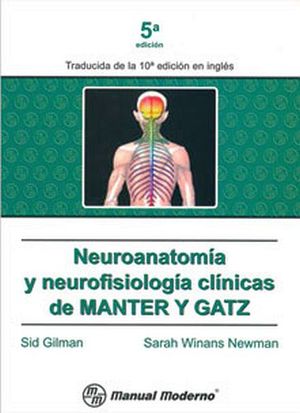 5ª
edición
Traducida de la 10ª edición en inglés
Neuroanatomía
y neurofisiología clínicas
de MANTER Y GATZ
Sid Gilman Sarah Winans Newman
Manual Moderno®